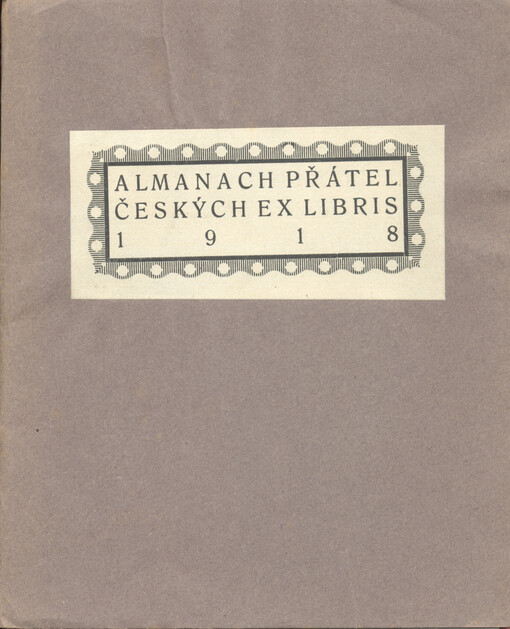 ALMANACH PŘÁTEL
ČESKÝCH EX LIBRIS
1 9 1 8